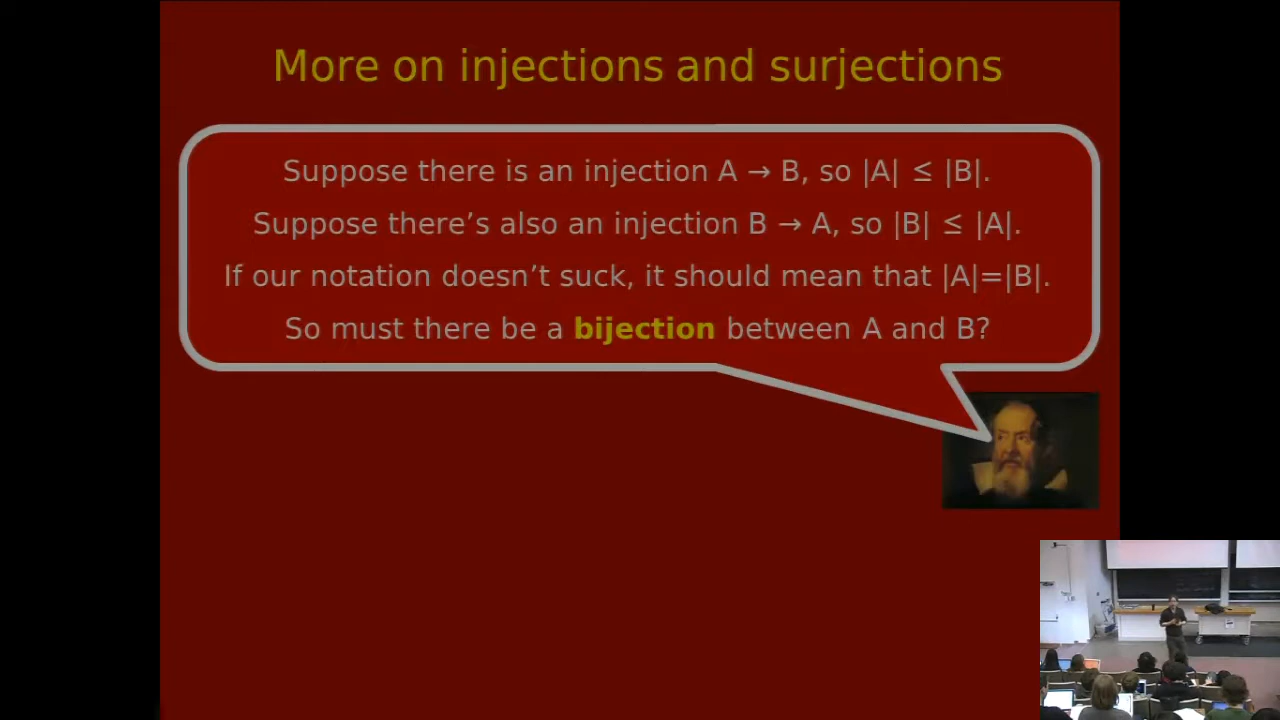 More on injections and surjections
Suppose there is an injection A → B, so |A| ≤ |B|.
Suppose there’s also an injection B → A, so |B| ≤ |A|.
If our notation doesn’t suck, it should mean that |A|=|B|.
So must there be a bijection between A and B?